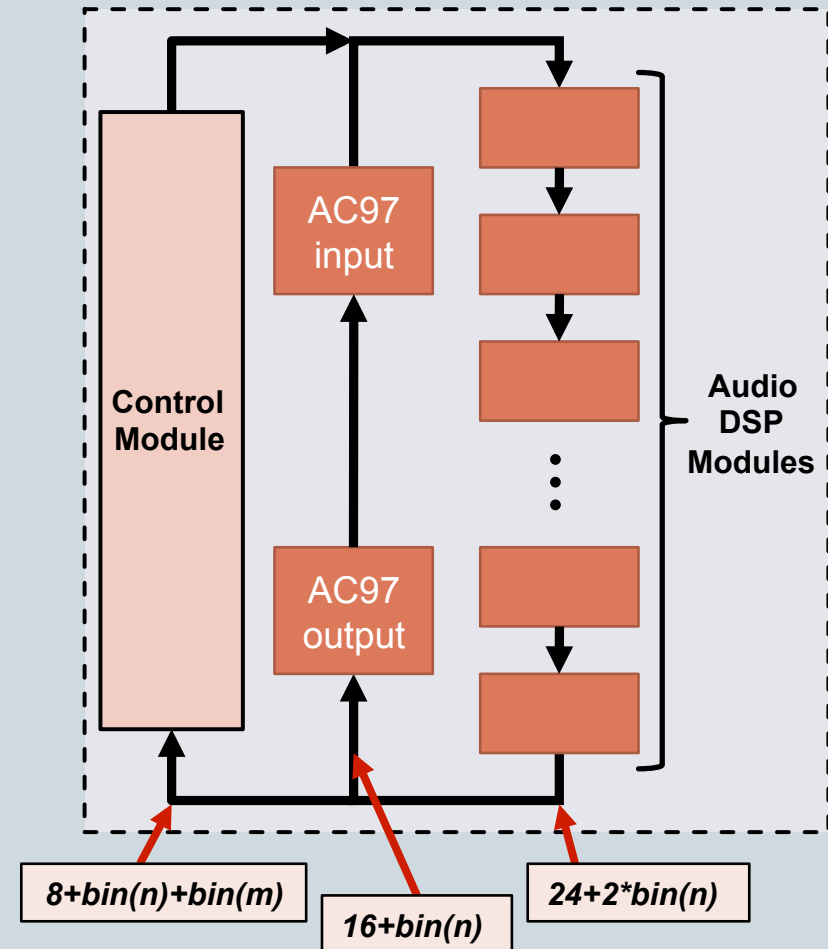 AC97
input
Control
Module
Audio
DSP
Modules
AC97
output
8+bin(n)+bin(m)
16+bin(n)
24+2*bin(n)